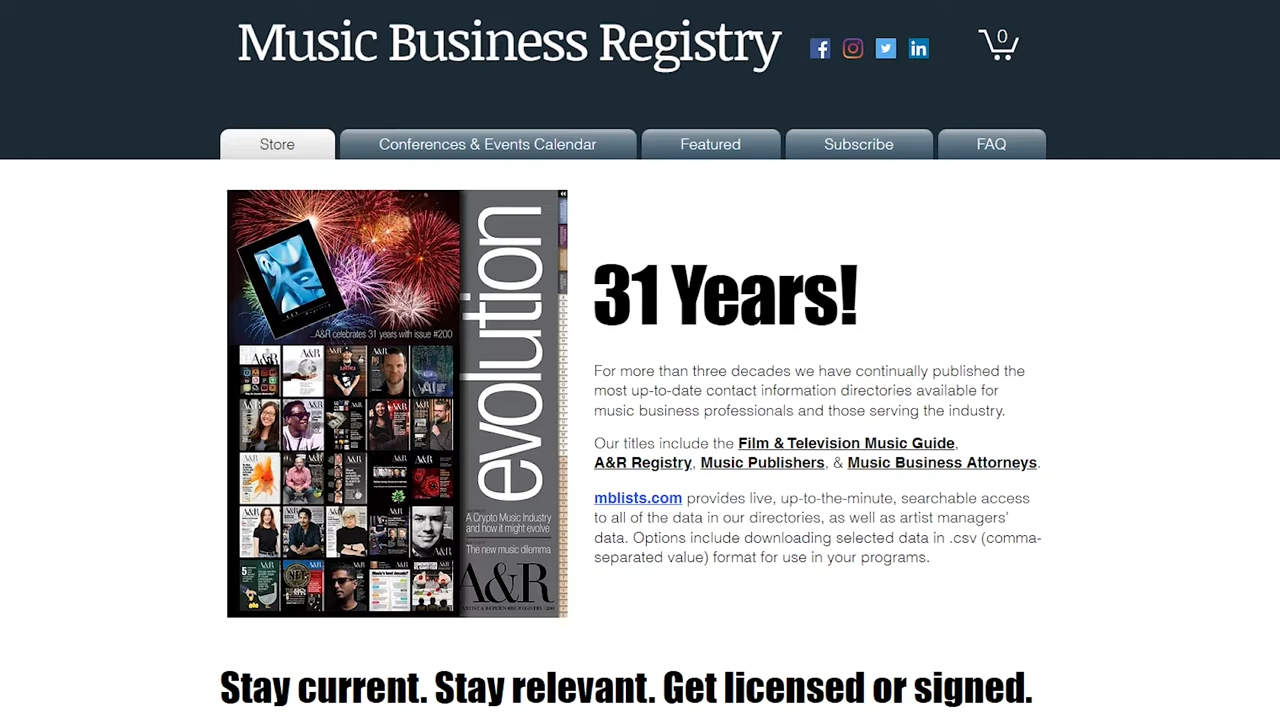 Music Business Registry
0
Store
Conferences & Events Calendar
Featured
Subscribe
FAQ
evolution
...A&R celebrates 31 years with issue #200
A Crypto Music Industry
and how it might evolve
The new music dilemma
A&R
31 Years!
For more than three decades we have continually published the
most up-to-date contact information directories available for
music business professionals and those serving the industry.
Our titles include the Film & Television Music Guide,
A&R Registry, Music Publishers, & Music Business Attorneys.
mblists.com provides live, up-to-the-minute, searchable access
to all of the data in our directories, as well as artist managers'
data. Options include downloading selected data in .csv (comma-
separated value) format for use in your programs.
Stay current. Stay relevant. Get licensed or signed.